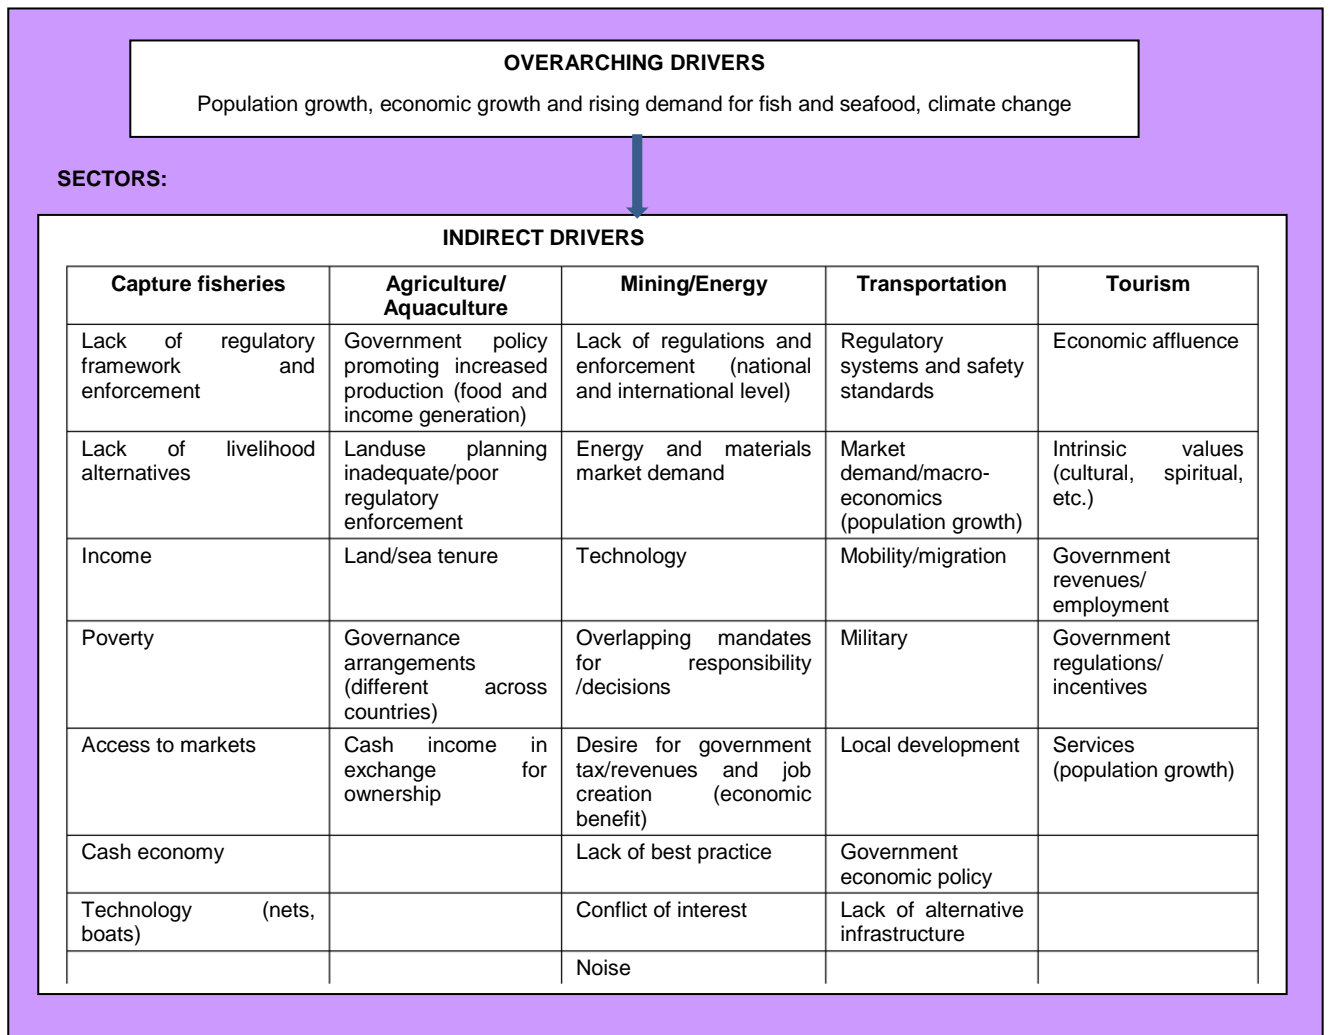 OVERARCHING DRIVERS
Population growth, economic growth and rising demand for fish and seafood, climate change
SECTORS:
INDIRECT DRIVERS
Capture fisheries
Agriculture/
Aquaculture
Mining/Energy
Transportation
Tourism
Lack of regulatory
framework and
enforcement
Government policy
promoting increased
production (food and
income generation)
Lack of regulations and
enforcement (national
and international level)
Regulatory
systems and safety
standards
Economic affluence
Lack of livelihood
alternatives
Landuse planning
inadequate/poor
regulatory
enforcement
Energy and materials
market demand
Market
demand/macro-
economics
(population growth)
Intrinsic values
(cultural, spiritual,
etc.)
Income
Land/sea tenure
Technology
Mobility/migration
Government
revenues/
employment
Poverty
Governance
arrangements
(different across
countries)
Overlapping mandates
for responsibility
/decisions
Military
Government
regulations/
incentives
Access to markets
Cash income in
exchange for
ownership
Desire for government
tax/revenues and job
creation (economic
benefit)
Local development
Services
(population growth)
Cash economy
Lack of best practice
Government
economic policy
Technology (nets,
boats)
Conflict of interest
Lack of alternative
infrastructure
Noise